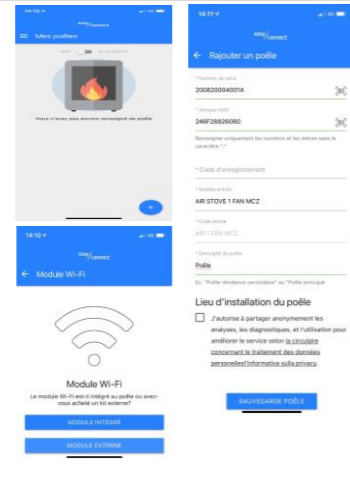 14:10
easy/connect
Mes poêles
Vous n'avez pas encore renseigné de poêle
+
14:10
easy/connect
Module Wi-Fi
Module Wi-Fi
Le module Wi-Fi est-il intégré au poêle ou avez-
vous acheté un kit externe?
MODULE INTÉGRÉ
MODULE EXTERNE
14:11
easy/connect
Rajouter un poêle
* Numéro de série
2008200040014
* Adresse MAC
246F28826080
Renseignez uniquement les numéros et les lettres sans le
caractère ":"
* Code d'enregistrement
* Modèle article
AIR STOVE 1 FAN MCZ
* Code article
AIR 1 FAN MCZ
* Descriptif du poêle
Poêle
Ex. "Poêle résidence secondaire" ou "Poêle principal
Lieu d'installation du poêle
J'autorise à partager anonymement les
analyses, les diagnostiques, et l'utilisation pour
améliorer le service selon la circulaire
concernant le traitement des données
personelles(l'informativa sulla privacy.
SAUVEGARDE POÊLE